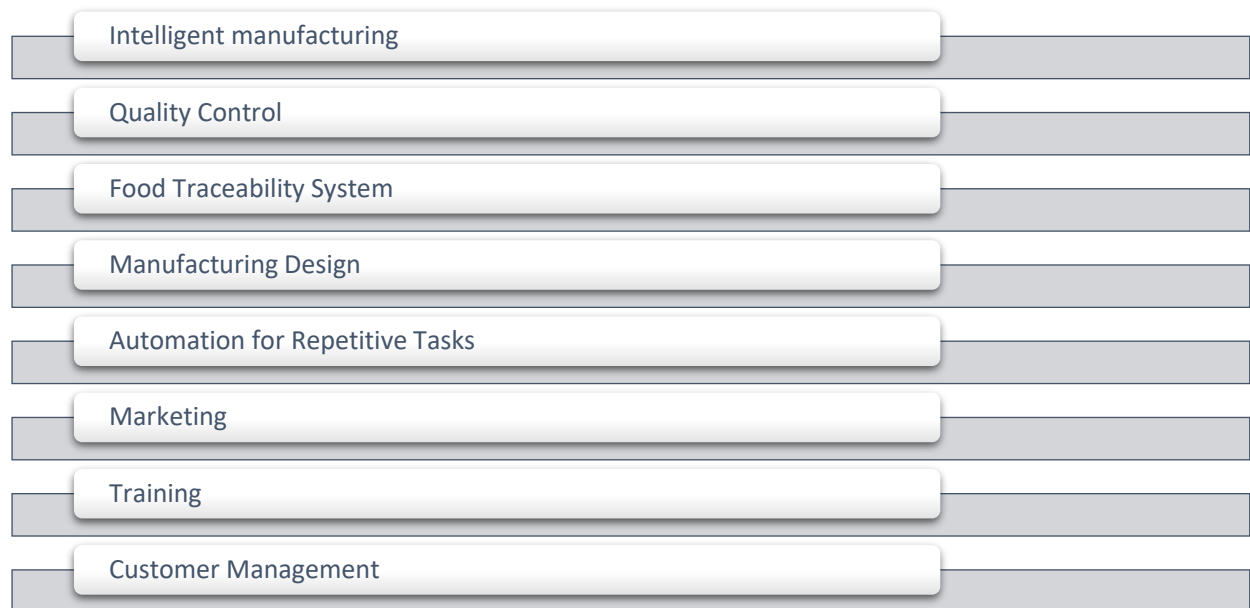 Intelligent manufacturing
Quality Control
Food Traceability System
Manufacturing Design
Automation for Repetitive Tasks
Marketing
Training
Customer Management